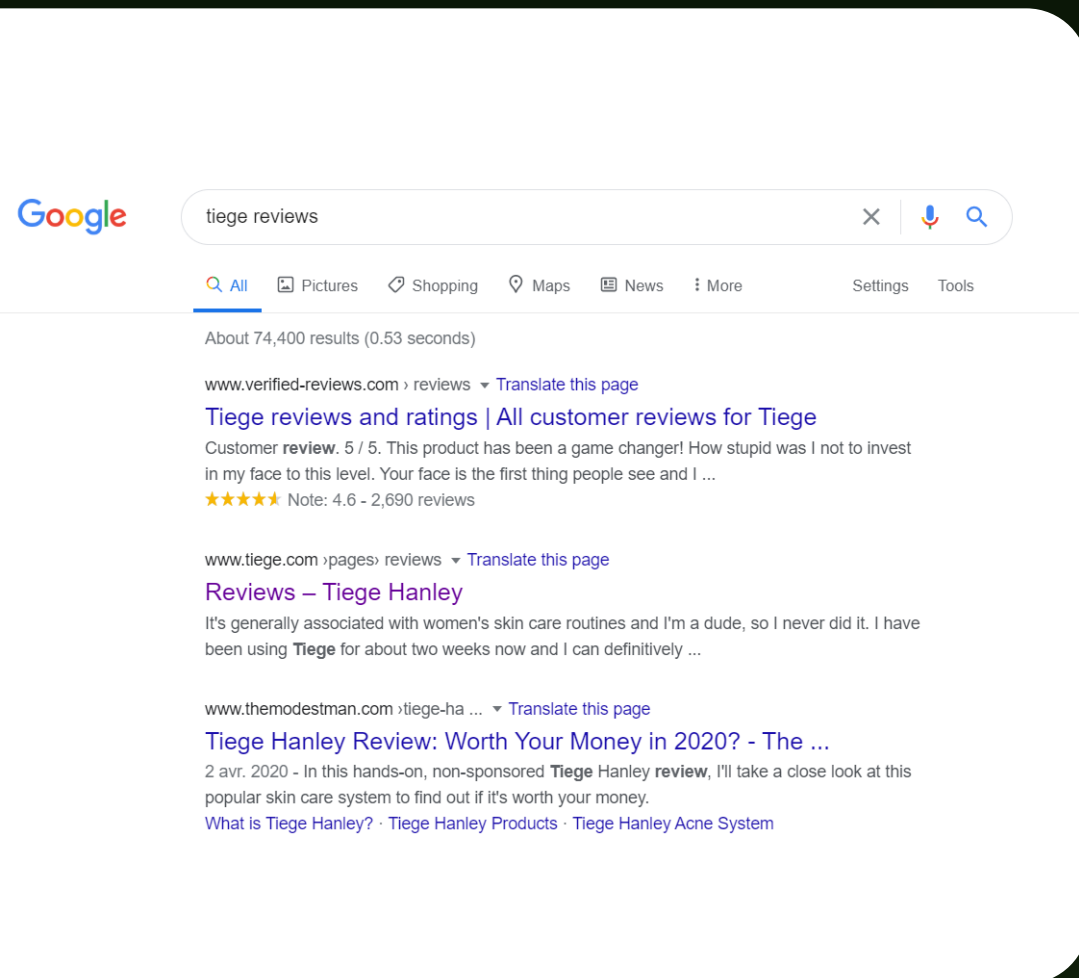 Google
tiege reviews
All Pictures Shopping Maps News More Settings Tools
About 74,400 results (0.53 seconds)
www.verified-reviews.com › reviews Translate this page
Tiege reviews and ratings | All customer reviews for Tiege
Customer review. 5 / 5. This product has been a game changer! How stupid was I not to invest
in my face to this level. Your face is the first thing people see and I ...
Note: 4.6 - 2,690 reviews
www.tiege.com ›pages› reviews Translate this page
Reviews – Tiege Hanley
It's generally associated with women's skin care routines and I'm a dude, so I never did it. I have
been using Tiege for about two weeks now and I can definitively ...
www.themodestman.com ›tiege-ha ... Translate this page
Tiege Hanley Review: Worth Your Money in 2020? - The ...
2 avr. 2020 - In this hands-on, non-sponsored Tiege Hanley review, I'll take a close look at this
popular skin care system to find out if it's worth your money.
What is Tiege Hanley? · Tiege Hanley Products · Tiege Hanley Acne System